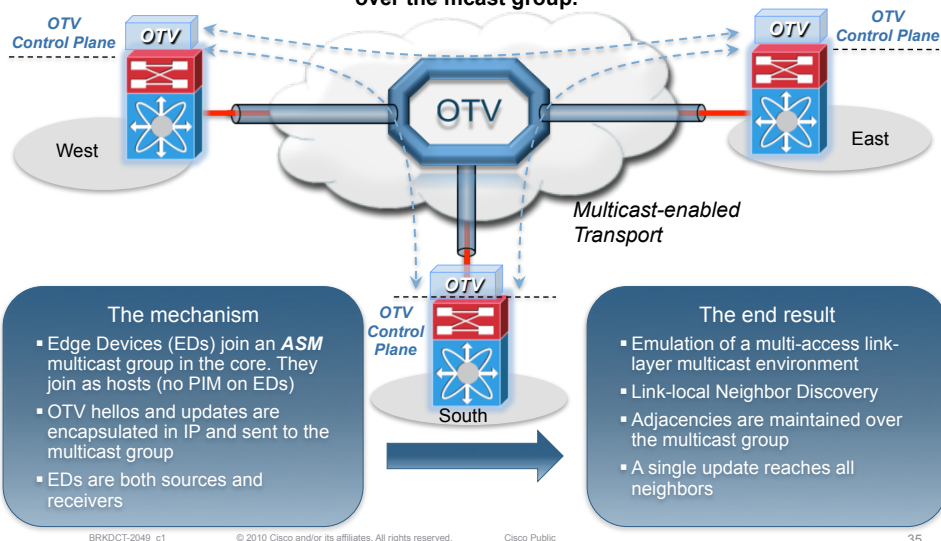 over the mcast group.
OTV
Control Plane
OTV
OTV
OTV
Control Plane
OTV
West
East
Multicast-enabled
Transport
OTV
OTV
Control
Plane
South
The mechanism
▪ Edge Devices (EDs) join an ASM
multicast group in the core. They
join as hosts (no PIM on EDs)
▪ OTV hellos and updates are
encapsulated in IP and sent to the
multicast group
▪ EDs are both sources and
receivers
The end result
▪ Emulation of a multi-access link-
layer multicast environment
▪ Link-local Neighbor Discovery
▪ Adjacencies are maintained over
the multicast group
▪ A single update reaches all
neighbors
BRKDCT-2049_c1 © 2010 Cisco and/or its affiliates. All rights reserved. Cisco Public 35